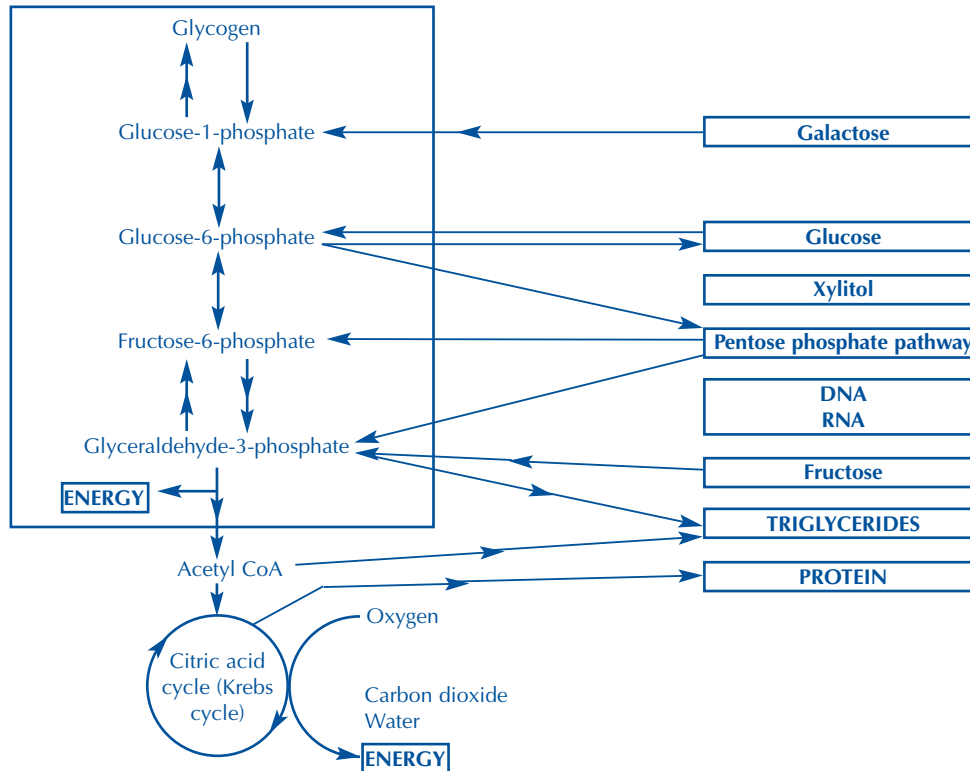 Glycogen
Glucose-1-phosphate
Galactose
Glucose-6-phosphate
Glucose
Xylitol
Fructose-6-phosphate
Pentose phosphate pathway
DNA
RNA
Glyceraldehyde-3-phosphate
Fructose
ENERGY
TRIGLYCERIDES
Acetyl CoA
PROTEIN
Oxygen
Citric acid
cycle (Krebs
cycle)
Carbon dioxide
Water
ENERGY